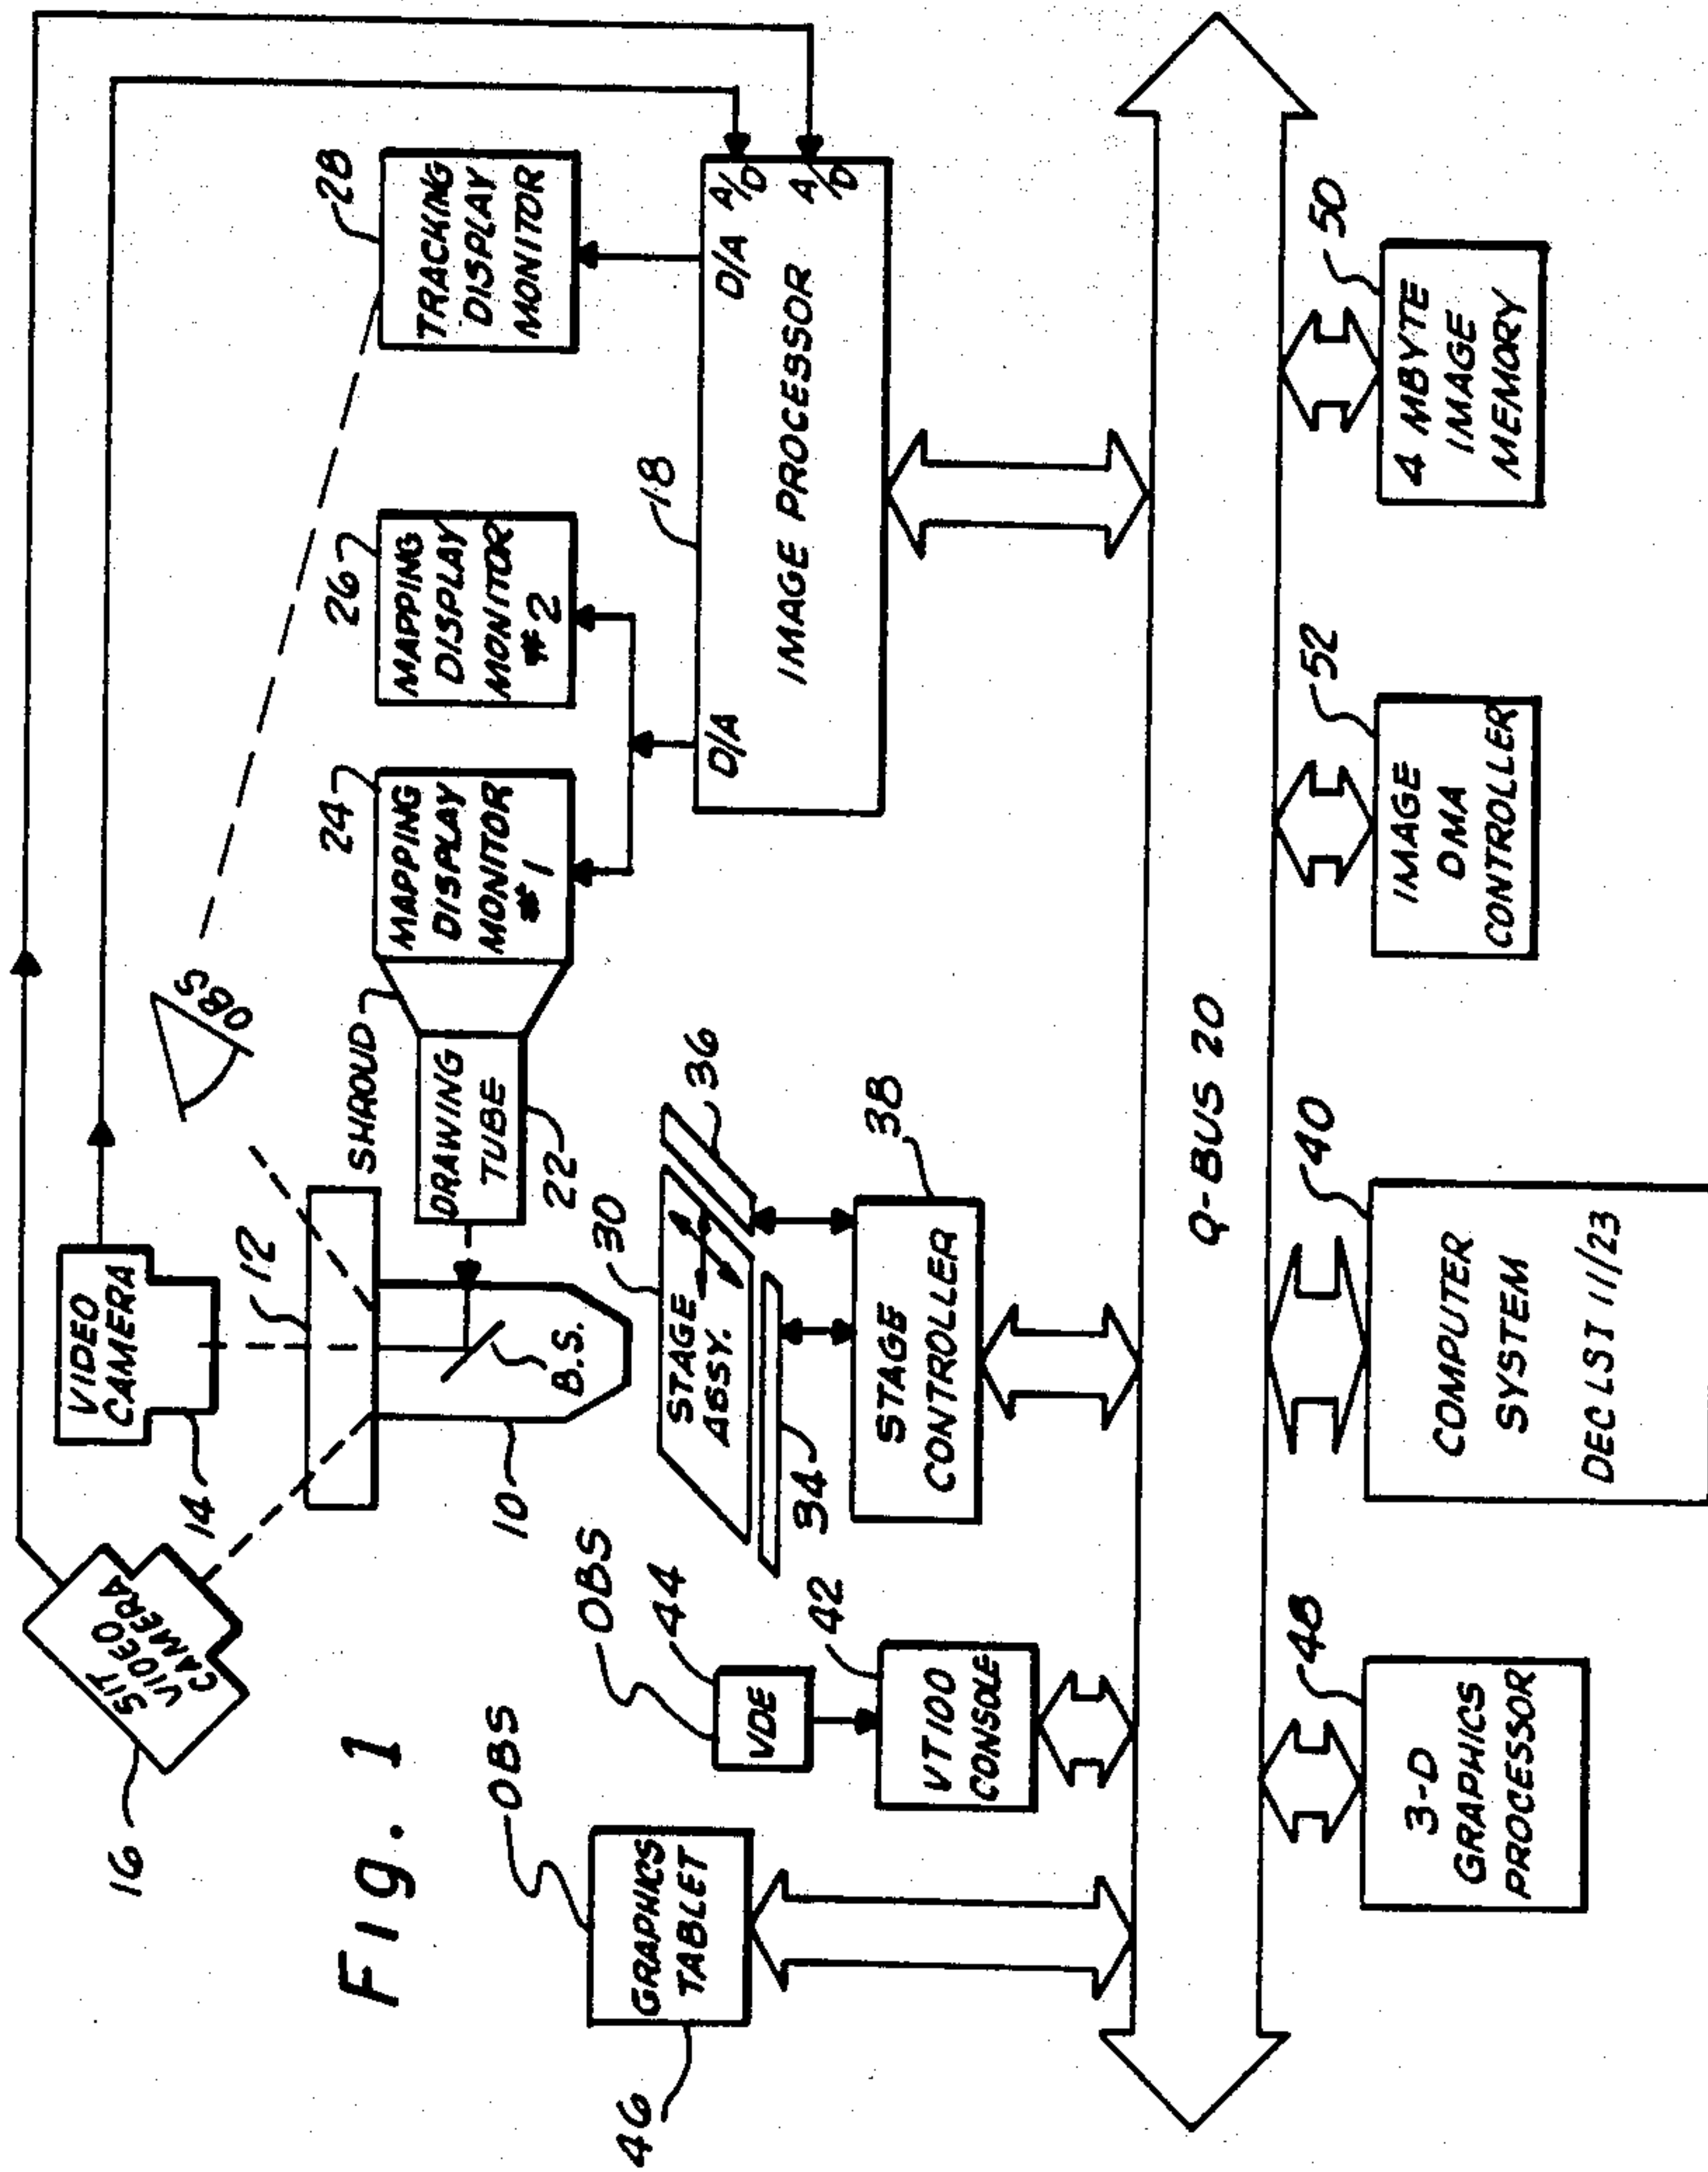 16
SIT
VIDEO
CAMERA
14
VIDEO
CAMERA
12
OBS
28
TRACKING
DISPLAY
MONITOR
26
MAPPING
DISPLAY
MONITOR
#2
24
MAPPING
DISPLAY
MONITOR
#1
SHROUD
DRAWING
TUBE
22
10
B.S.
Fig. 1
18
D/A
D/A
A/D
A/D
IMAGE PROCESSOR
30
STAGE
ASSY.
36
34
38
STAGE
CONTROLLER
OBS
44
VDE
42
VT100
CONSOLE
OBS
GRAPHICS
TABLET
46
Q-BUS 20
48
3-D
GRAPHICS
PROCESSOR
40
COMPUTER
SYSTEM
DEC LSI 11/23
52
IMAGE
DMA
CONTROLLER
50
4 MBYTE
IMAGE
MEMORY